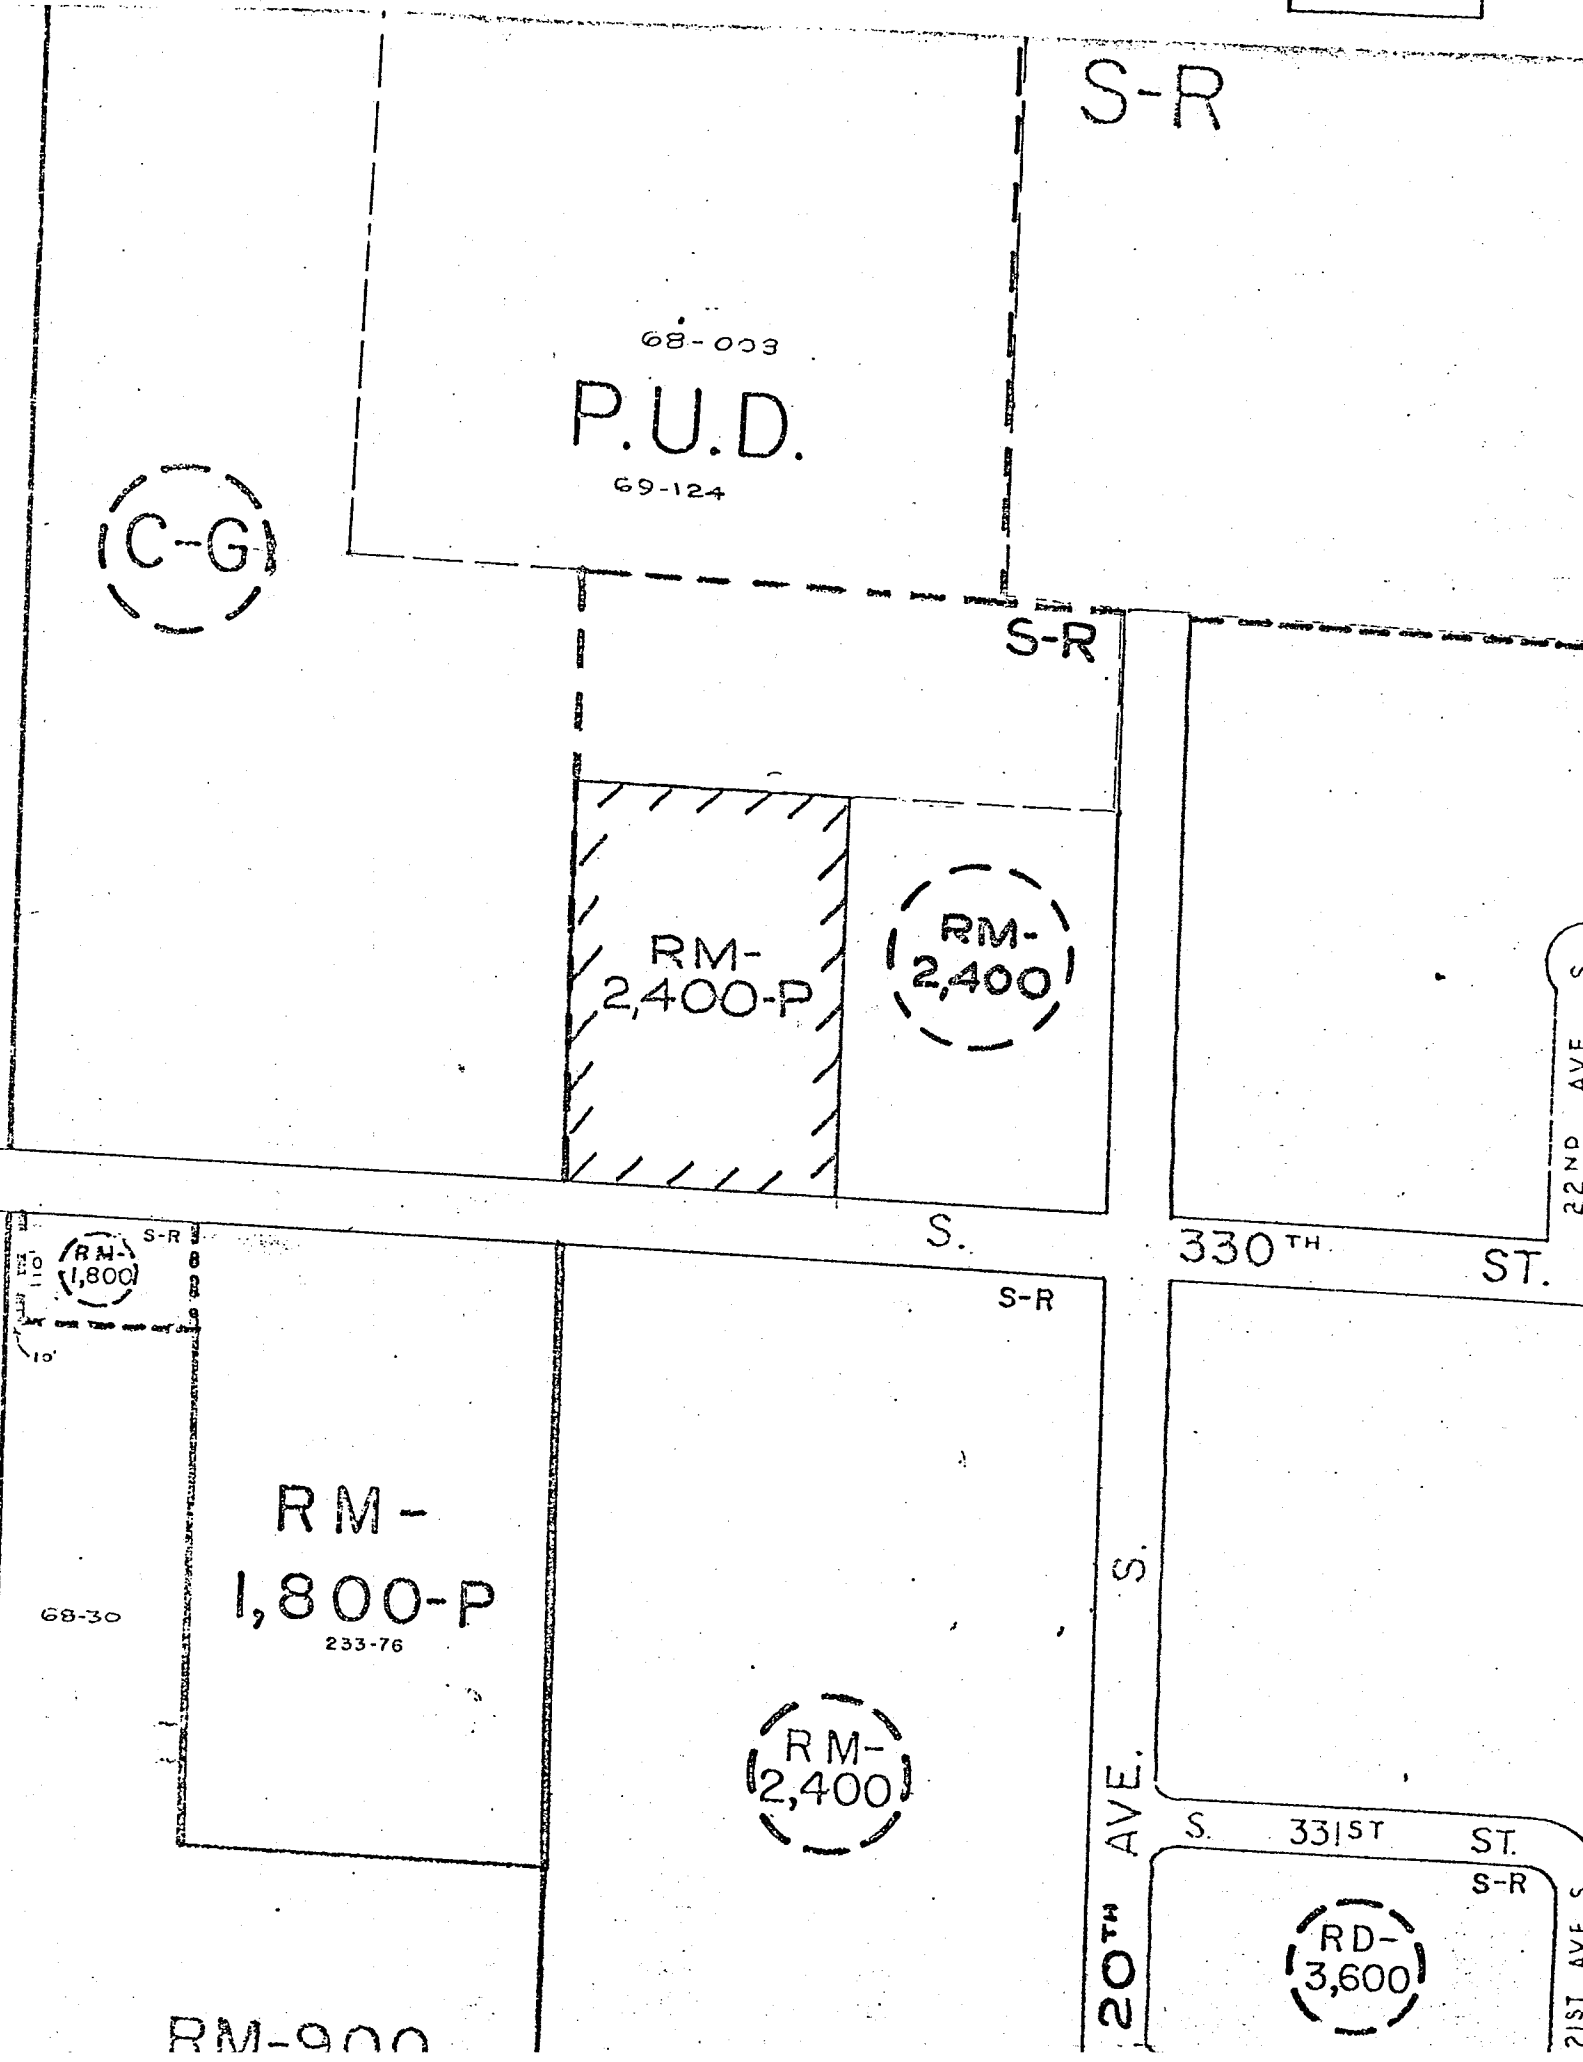 S-R
68-003
P.U.D.
69-124
C-G
S-R
RM-
2,400-P
RM-
2,400
22ND AVE S
S. 330TH ST.
S-R
RM-
1,800
110'
10'
S-R
RM-
1,800-P
233-76
68-30
RM-
2,400
20TH AVE. S.
S. 331ST ST.
S-R
RD-
3,600
21ST AVE S
RM-900